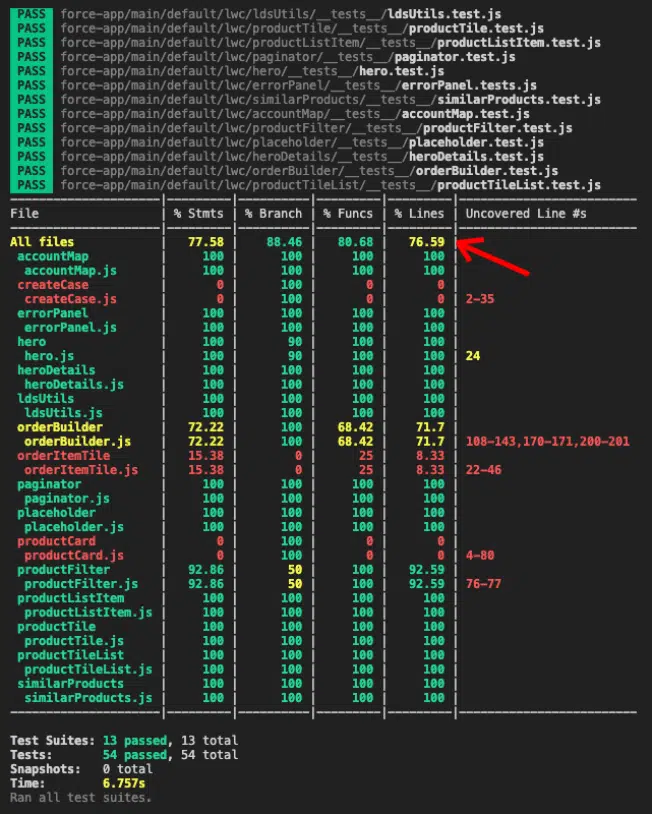 PASS force-app/main/default/lwc/ldsUtils/__tests__/ldsUtils.test.js
PASS force-app/main/default/lwc/productTile/__tests__/productTile.test.js
PASS force-app/main/default/lwc/productListItem/__tests__/productListItem.test.js
PASS force-app/main/default/lwc/paginator/__tests__/paginator.test.js
PASS force-app/main/default/lwc/hero/__tests__/hero.test.js
PASS force-app/main/default/lwc/errorPanel/__tests__/errorPanel.tests.js
PASS force-app/main/default/lwc/similarProducts/__tests__/similarProducts.test.js
PASS force-app/main/default/lwc/accountMap/__tests__/accountMap.test.js
PASS force-app/main/default/lwc/productFilter/__tests__/productFilter.test.js
PASS force-app/main/default/lwc/placeholder/__tests__/placeholder.test.js
PASS force-app/main/default/lwc/heroDetails/__tests__/heroDetails.test.js
PASS force-app/main/default/lwc/orderBuilder/__tests__/orderBuilder.test.js
PASS force-app/main/default/lwc/productTileList/__tests__/productTileList.test.js
File | % Stmts | % Branch | % Funcs | % Lines | Uncovered Line #s
All files | 77.58 | 88.46 | 80.68 | 76.59 |
accountMap | 100 | 100 | 100 | 100 |
accountMap.js | 100 | 100 | 100 | 100 |
createCase | 0 | 100 | 0 | 0 |
createCase.js | 0 | 100 | 0 | 0 | 2-35
errorPanel | 100 | 100 | 100 | 100 |
errorPanel.js | 100 | 100 | 100 | 100 |
hero | 100 | 90 | 100 | 100 |
hero.js | 100 | 90 | 100 | 100 | 24
heroDetails | 100 | 100 | 100 | 100 |
heroDetails.js | 100 | 100 | 100 | 100 |
ldsUtils | 100 | 100 | 100 | 100 |
ldsUtils.js | 100 | 100 | 100 | 100 |
orderBuilder | 72.22 | 100 | 68.42 | 71.7 |
orderBuilder.js | 72.22 | 100 | 68.42 | 71.7 | 108-143,170-171,200-201
orderItemTile | 15.38 | 0 | 25 | 8.33 |
orderItemTile.js | 15.38 | 0 | 25 | 8.33 | 22-46
paginator | 100 | 100 | 100 | 100 |
paginator.js | 100 | 100 | 100 | 100 |
placeholder | 100 | 100 | 100 | 100 |
placeholder.js | 100 | 100 | 100 | 100 |
productCard | 0 | 100 | 0 | 0 |
productCard.js | 0 | 100 | 0 | 0 | 4-80
productFilter | 92.86 | 50 | 100 | 92.59 |
productFilter.js | 92.86 | 50 | 100 | 92.59 | 76-77
productListItem | 100 | 100 | 100 | 100 |
productListItem.js | 100 | 100 | 100 | 100 |
productTile | 100 | 100 | 100 | 100 |
productTile.js | 100 | 100 | 100 | 100 |
productTileList | 100 | 100 | 100 | 100 |
productTileList.js | 100 | 100 | 100 | 100 |
similarProducts | 100 | 100 | 100 | 100 |
similarProducts.js | 100 | 100 | 100 | 100 |
Test Suites: 13 passed, 13 total
Tests: 54 passed, 54 total
Snapshots: 0 total
Time: 6.757s
Ran all test suites.